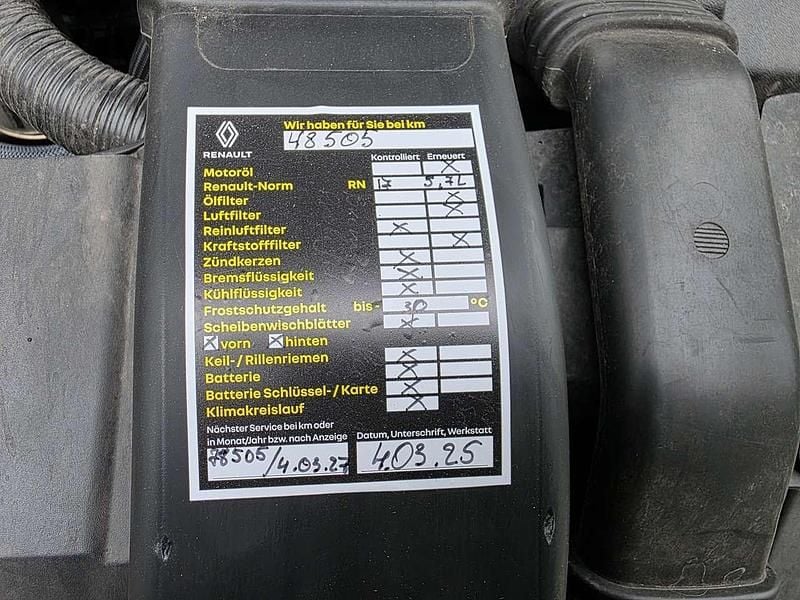 Wir haben für Sie bei km
48505
RENAULT
Kontrolliert Erneuert
Motoröl X
Renault-Norm RN 17 5,7L
Ölfilter X
Luftfilter X
Reinluftfilter X
Kraftstofffilter X
Zündkerzen X
Bremsflüssigkeit X
Kühlflüssigkeit X
Frostschutzgehalt bis - 30 °C
Scheibenwischblätter X
X vorn X hinten
Keil-/ Rillenriemen X
Batterie X
Batterie Schlüssel-/ Karte X
Klimakreislauf X
Nächster Service bei km oder
in Monat/Jahr bzw. nach Anzeige
Datum, Unterschrift, Werkstatt
78505/4.03.27
4.03.25